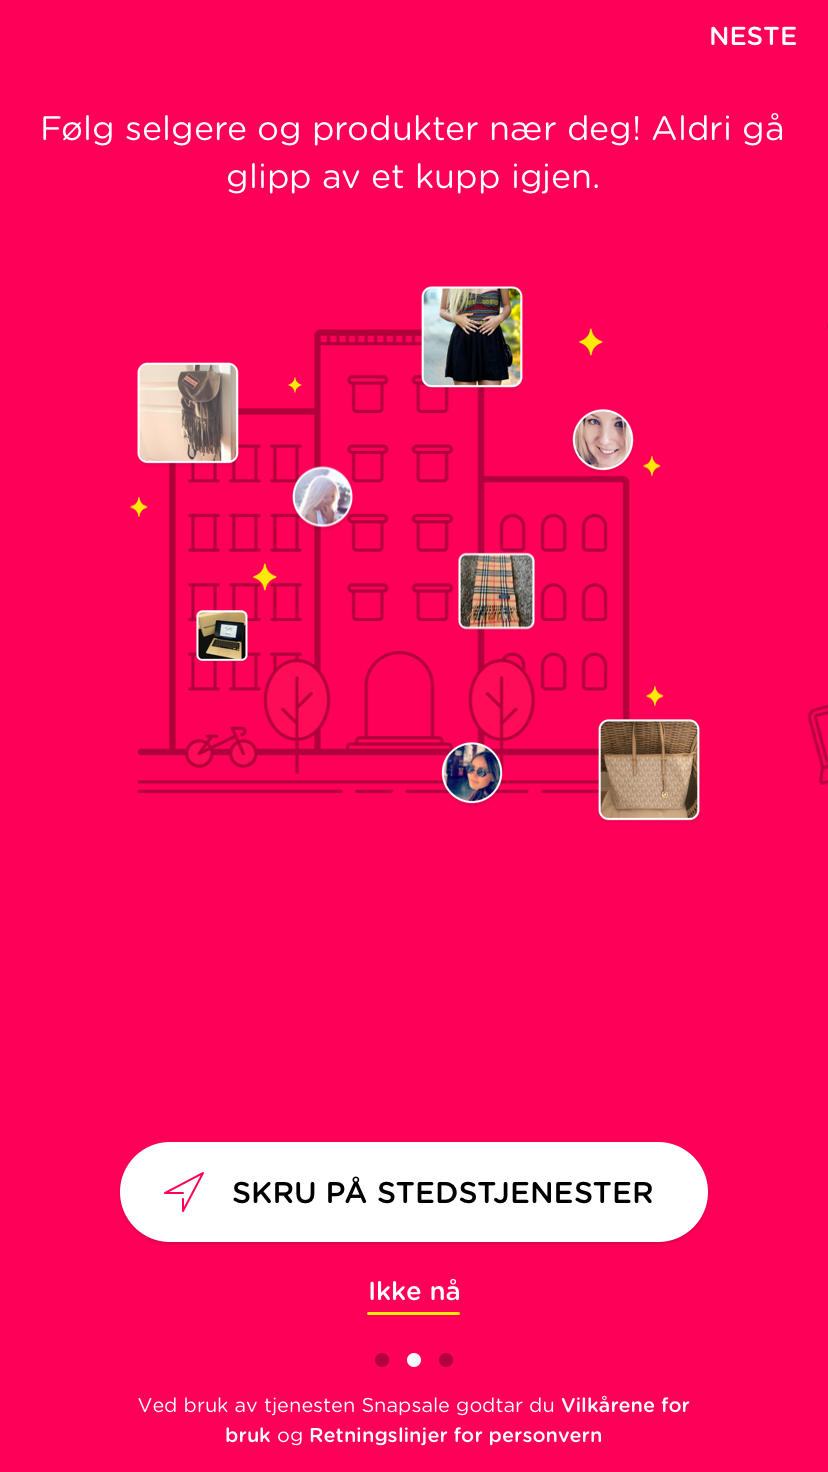 NESTE
Følg selgere og produkter nær deg! Aldri gå
glipp av et kupp igjen.
SKRU PÅ STEDSTJENESTER
Ikke nå
Ved bruk av tjenesten Snapsale godtar du Vilkårene for
bruk og Retningslinjer for personvern